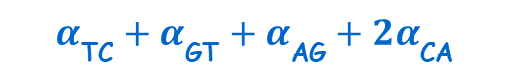 α_TC + α_GT + α_AG + 2α_CA